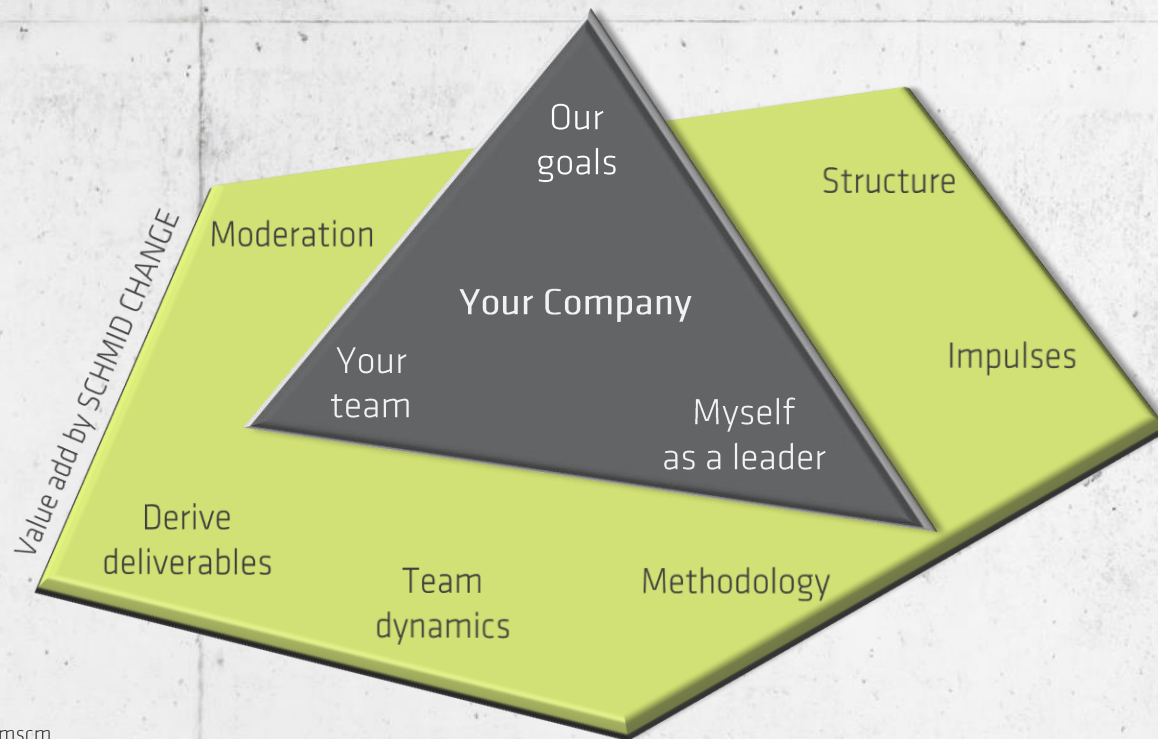 Our
goals
Structure
Moderation
Your Company
Impulses
Your
team
Myself
as a leader
Value add by SCHMID CHANGE
Derive
deliverables
Team
dynamics
Methodology
mscm